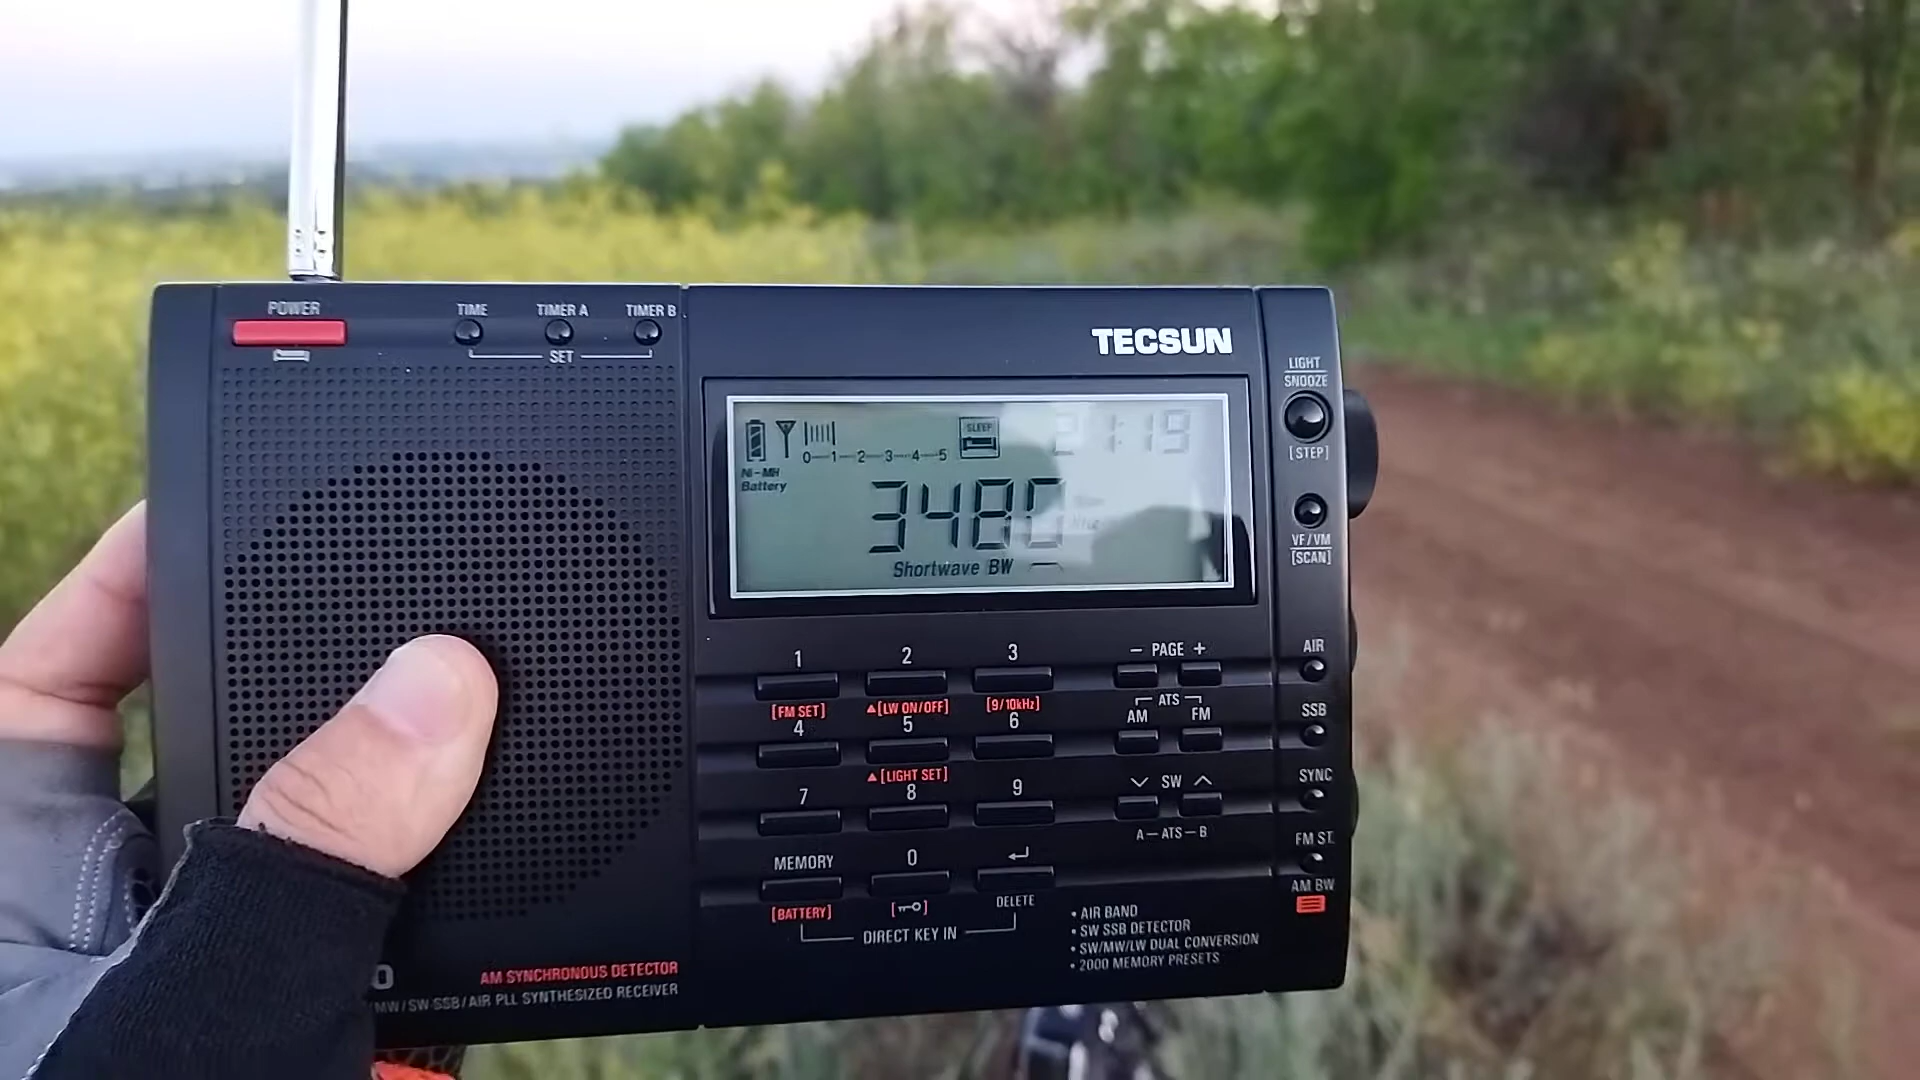 POWER
TIME TIMER A TIMER B
SET
TECSUN
LIGHT
SNOOZE
[STEP]
VF/VM
[SCAN]
SLEEP
21:19
0 1 2 3 4 5
Ni-MH
Battery
3480
Shortwave BW
1 2 3
- PAGE +
AIR
[FM SET] [LW ON/OFF] [9/10kHz]
ATS
4 5 6
AM FM
SSB
[LIGHT SET]
7 8 9
SW
SYNC
A-ATS-B
FM ST.
MEMORY 0
AM BW
[BATTERY] DELETE
DIRECT KEY IN
• AIR BAND
• SW SSB DETECTOR
• SW/MW/LW DUAL CONVERSION
• 2000 MEMORY PRESETS
0
AM SYNCHRONOUS DETECTOR
MW/SW-SSB/AIR PLL SYNTHESIZED RECEIVER